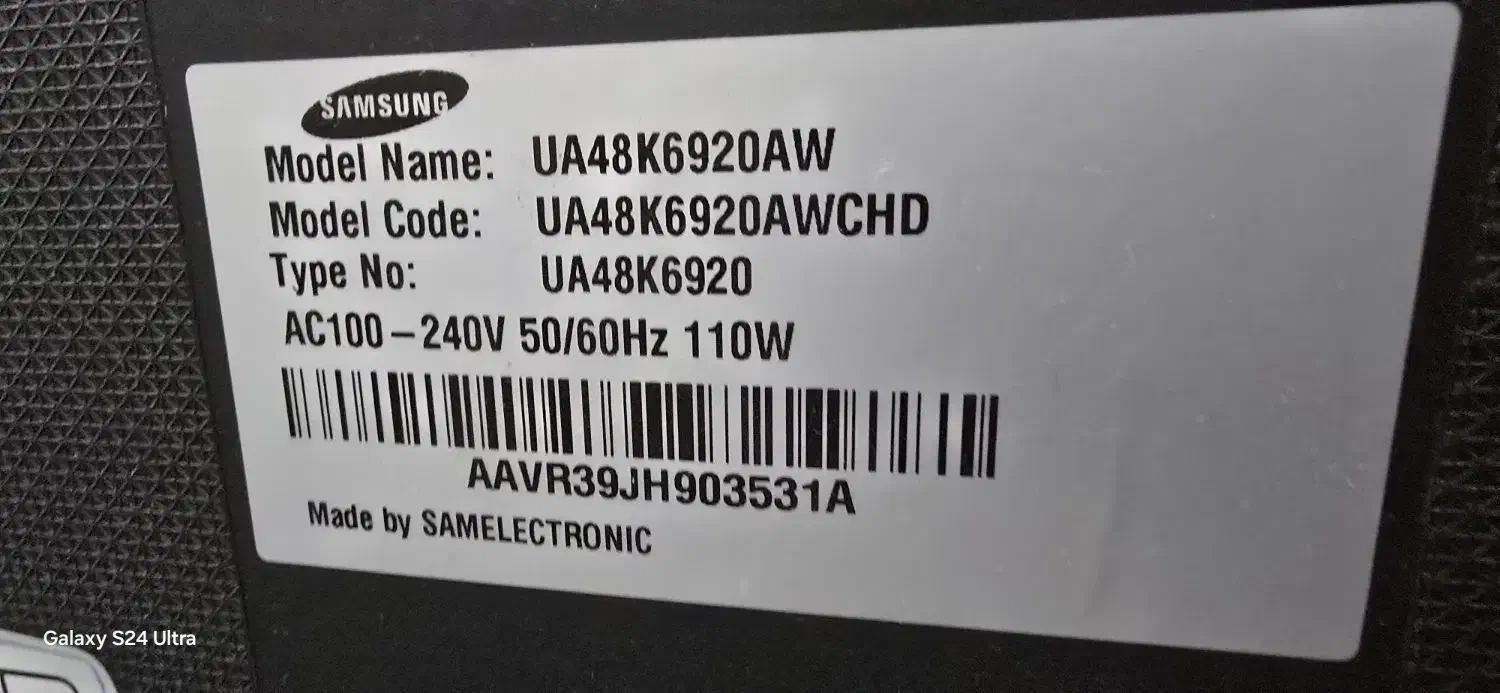 SAMSUNG
Model Name: UA48K6920AW
Model Code: UA48K6920AWCHD
Type No: UA48K6920
AC100-240V 50/60Hz 110W
AAVR39JH903531A
Made by SAMELECTRONIC
Galaxy S24 Ultra